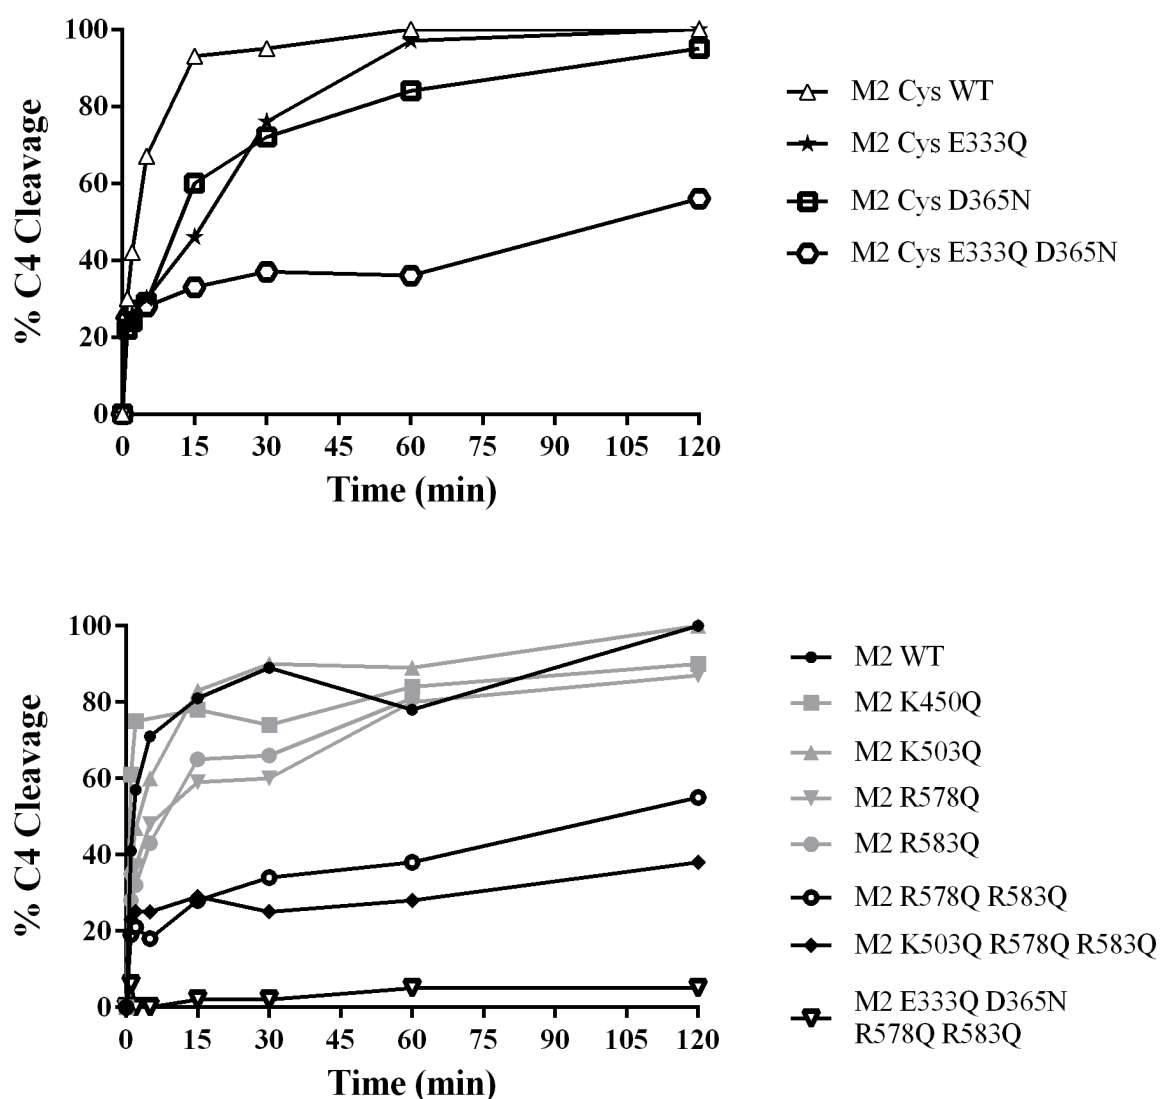 % C4 Cleavage
100
80
60
40
20
0
0 15 30 45 60 75 90 105 120
Time (min)
M2 Cys WT
M2 Cys E333Q
M2 Cys D365N
M2 Cys E333Q D365N
% C4 Cleavage
100
80
60
40
20
0
0 15 30 45 60 75 90 105 120
Time (min)
M2 WT
M2 K450Q
M2 K503Q
M2 R578Q
M2 R583Q
M2 R578Q R583Q
M2 K503Q R578Q R583Q
M2 E333Q D365N
R578Q R583Q